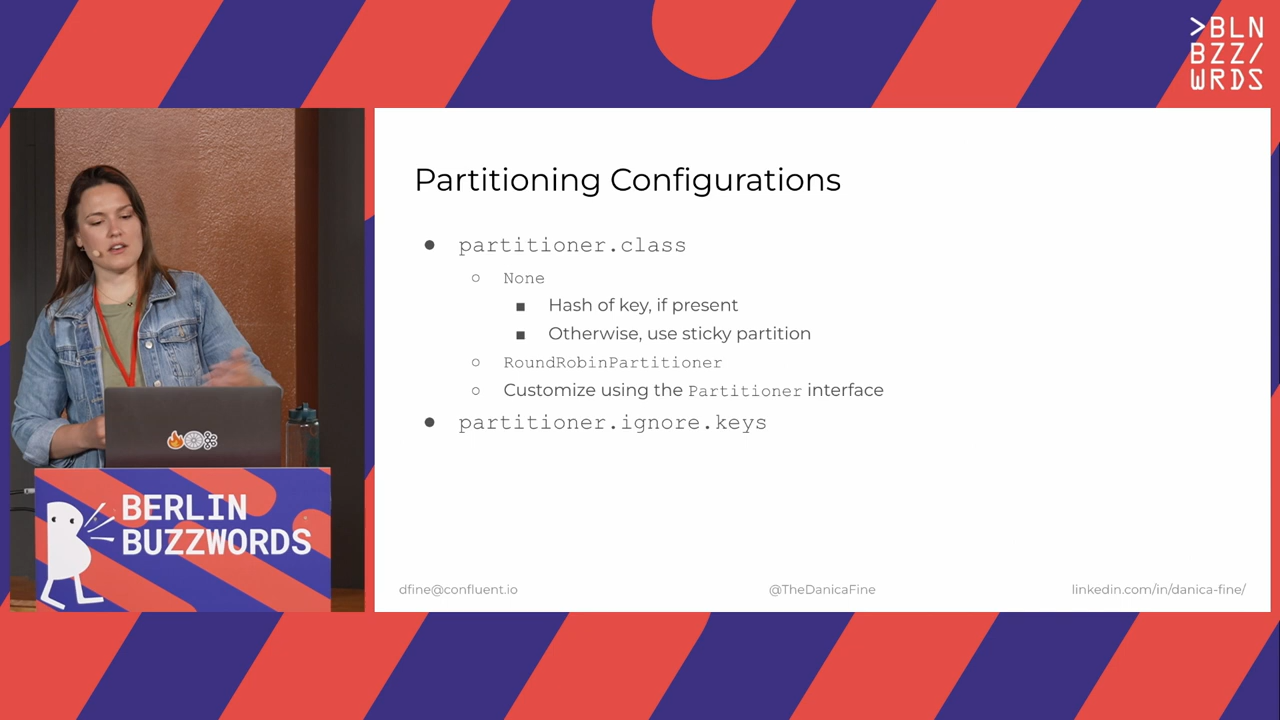 >BLN
BZZ/
WRDS
Partitioning Configurations
● partitioner.class
○ None
■ Hash of key, if present
■ Otherwise, use sticky partition
○ RoundRobinPartitioner
○ Customize using the Partitioner interface
● partitioner.ignore.keys
BERLIN
BUZZWORDS
dfine@confluent.io
@TheDanicaFine
linkedin.com/in/danica-fine/